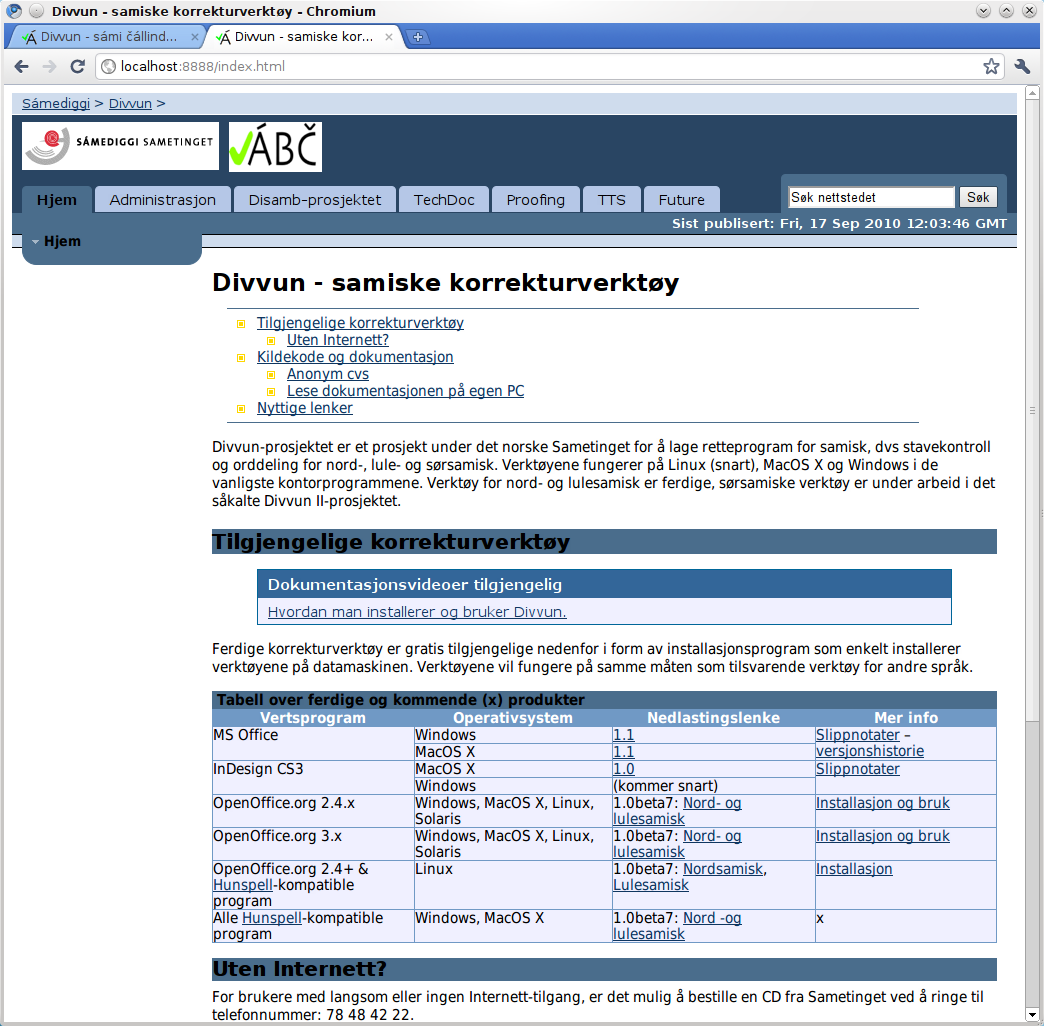 Divvun - samiske korrekturverktøy - Chromium
Divvun - sámi čállind... Divvun - samiske kor...
localhost:8888/index.html
Sámediggi > Divvun >
SÁMEDIGGI SAMETINGET ÁBČ
Hjem Administrasjon Disamb-prosjektet TechDoc Proofing TTS Future Søk nettstedet Søk
Sist publisert: Fri, 17 Sep 2010 12:03:46 GMT
Hjem
Divvun - samiske korrekturverktøy
Tilgjengelige korrekturverktøy
Uten Internett?
Kildekode og dokumentasjon
Anonym cvs
Lese dokumentasjonen på egen PC
Nyttige lenker
Divvun-prosjektet er et prosjekt under det norske Sametinget for å lage retteprogram for samisk, dvs stavekontroll
og orddeling for nord-, lule- og sørsamisk. Verktøyene fungerer på Linux (snart), MacOS X og Windows i de
vanligste kontorprogrammene. Verktøy for nord- og lulesamisk er ferdige, sørsamiske verktøy er under arbeid i det
såkalte Divvun II-prosjektet.
Tilgjengelige korrekturverktøy
Dokumentasjonsvideoer tilgjengelig
Hvordan man installerer og bruker Divvun.
Ferdige korrekturverktøy er gratis tilgjengelige nedenfor i form av installasjonsprogram som enkelt installerer
verktøyene på datamaskinen. Verktøyene vil fungere på samme måten som tilsvarende verktøy for andre språk.
Tabell over ferdige og kommende (x) produkter
Vertsprogram Operativsystem Nedlastingslenke Mer info
MS Office Windows 1.1 Slippnotater –
MacOS X 1.1 versjonshistorie
InDesign CS3 MacOS X 1.0 Slippnotater
Windows (kommer snart)
OpenOffice.org 2.4.x Windows, MacOS X, Linux, 1.0beta7: Nord- og Installasjon og bruk
Solaris lulesamisk
OpenOffice.org 3.x Windows, MacOS X, Linux, 1.0beta7: Nord- og Installasjon og bruk
Solaris lulesamisk
OpenOffice.org 2.4+ & Linux 1.0beta7: Nordsamisk, Installasjon
Hunspell-kompatible Lulesamisk
program
Alle Hunspell-kompatible Windows, MacOS X 1.0beta7: Nord -og x
program lulesamisk
Uten Internett?
For brukere med langsom eller ingen Internett-tilgang, er det mulig å bestille en CD fra Sametinget ved å ringe til
telefonnummer: 78 48 42 22.